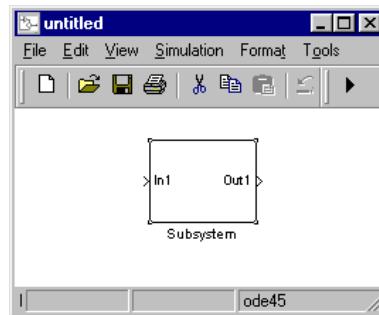 untitled
File Edit View Simulation Format Tools
In1 Out1
Subsystem
ode45